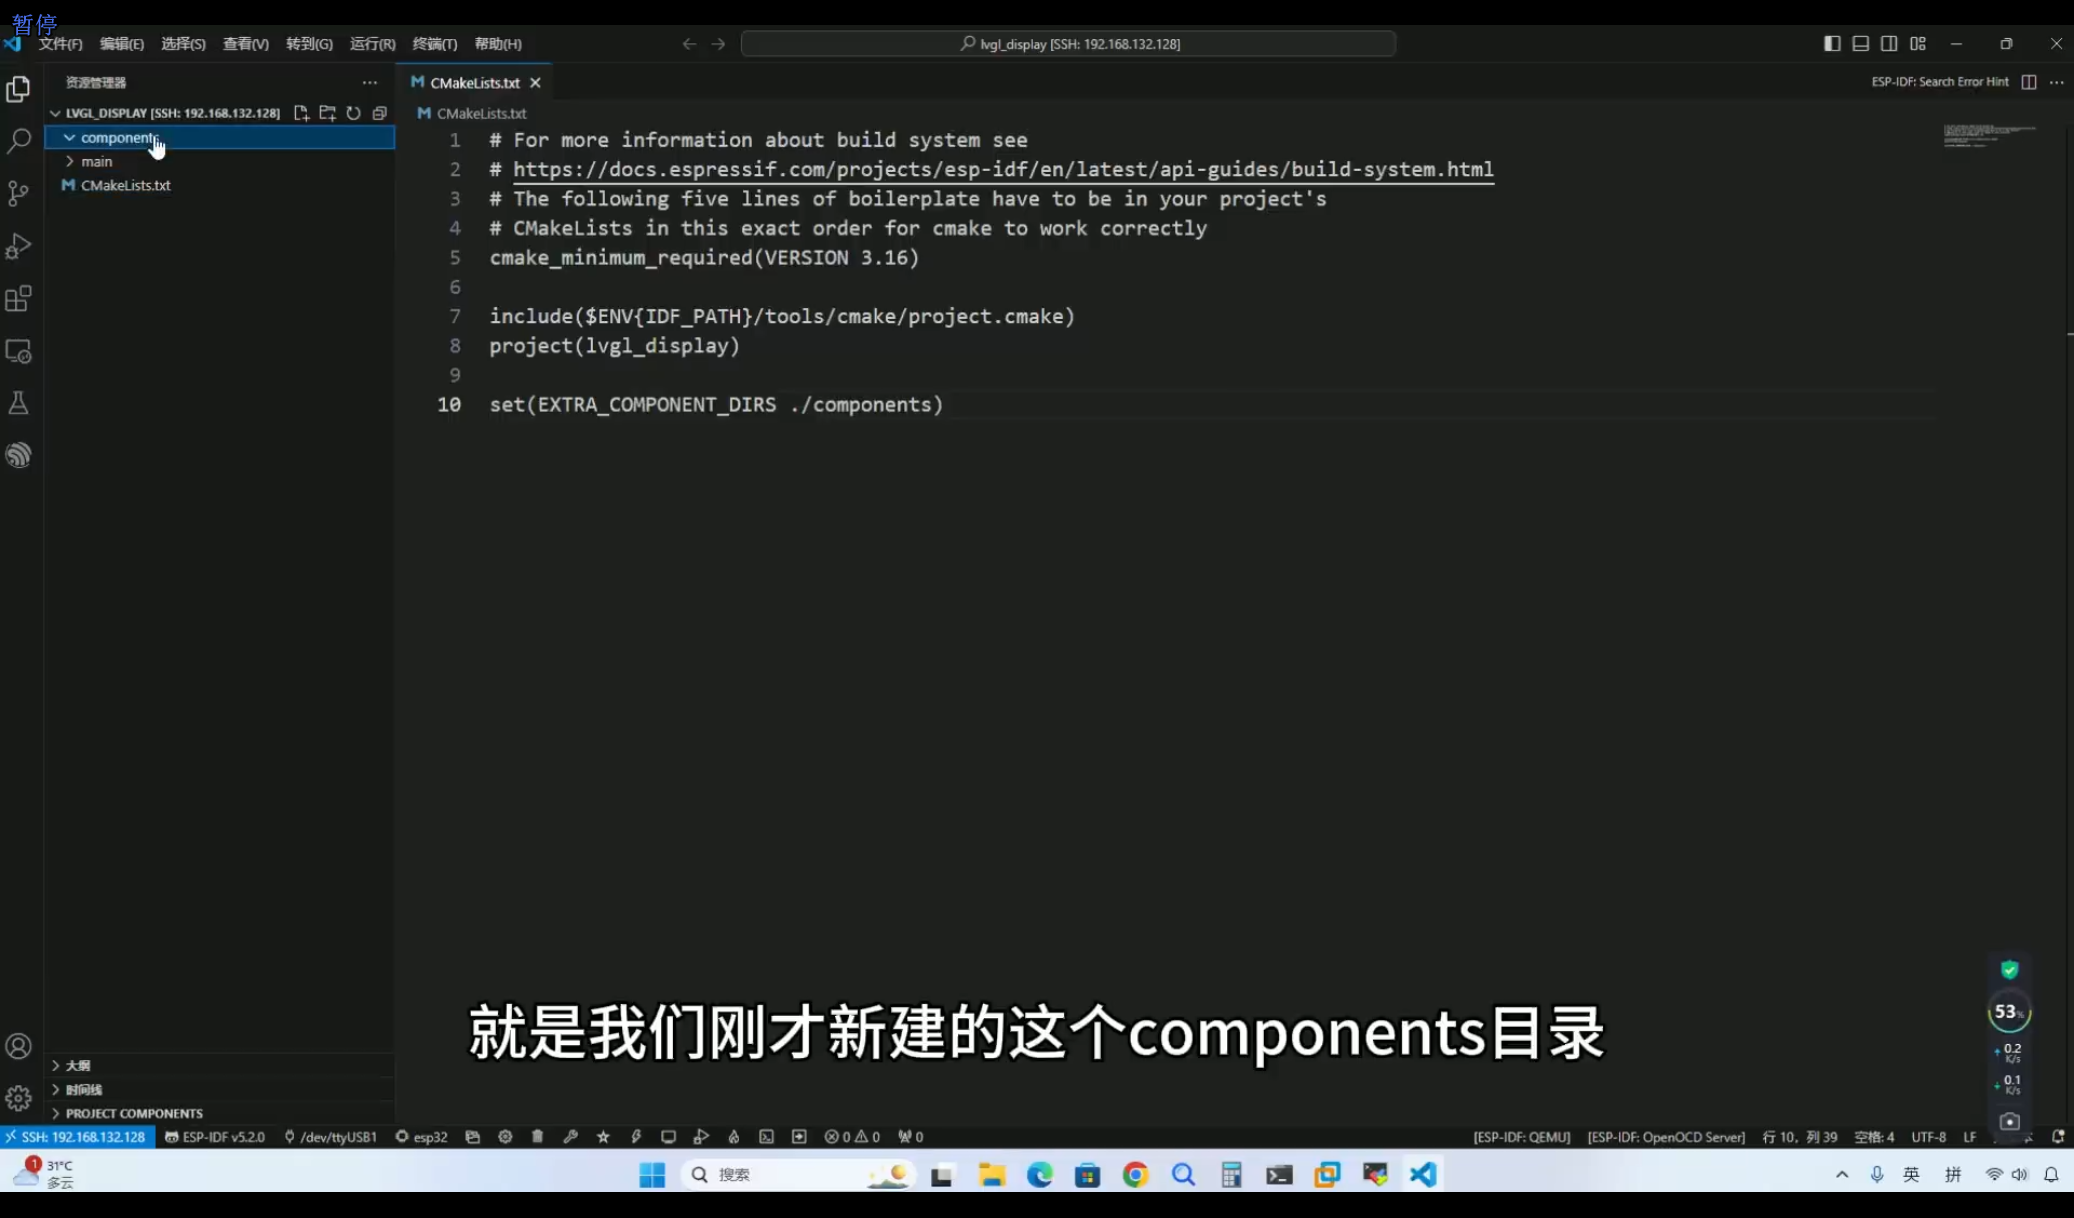 暂停
文件(F) 编辑(E) 选择(S) 查看(V) 转到(G) 运行(R) 终端(T) 帮助(H)
lvgl_display [SSH: 192.168.132.128]
资源管理器
CMakeLists.txt
ESP-IDF: Search Error Hint
LVGL_DISPLAY [SSH: 192.168.132.128]
components
main
CMakeLists.txt
CMakeLists.txt
1 # For more information about build system see
2 # https://docs.espressif.com/projects/esp-idf/en/latest/api-guides/build-system.html
3 # The following five lines of boilerplate have to be in your project's
4 # CMakeLists in this exact order for cmake to work correctly
5 cmake_minimum_required(VERSION 3.16)
6
7 include($ENV{IDF_PATH}/tools/cmake/project.cmake)
8 project(lvgl_display)
9
10 set(EXTRA_COMPONENT_DIRS ./components)
就是我们刚才新建的这个components目录
53%
0.2
K/s
0.1
K/s
大纲
时间线
PROJECT COMPONENTS
SSH: 192.168.132.128 ESP-IDF v5.2.0 /dev/ttyUSB1 esp32 0 0 0 [ESP-IDF: QEMU] [ESP-IDF: OpenOCD Server] 行 10，列 39 空格: 4 UTF-8 LF
1 31°C
多云
搜索
英 拼